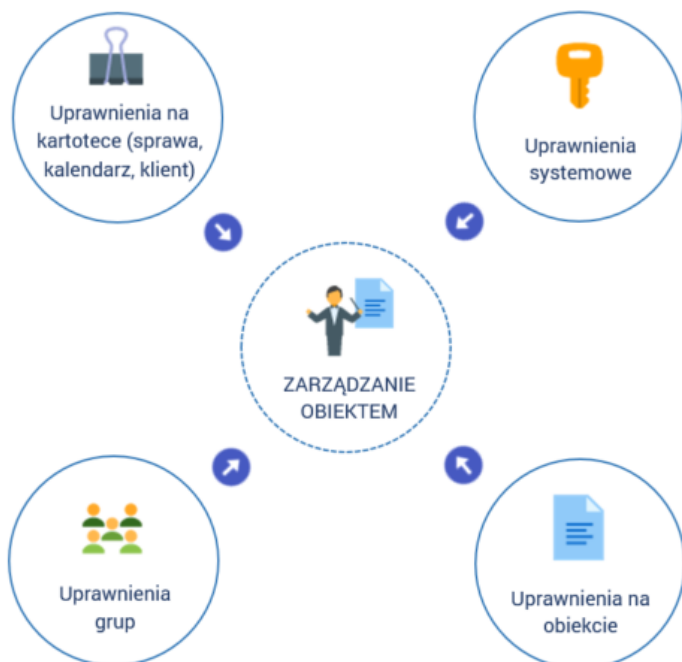 Uprawnienia na
kartotece (sprawa,
kalendarz, klient)
Uprawnienia
systemowe
ZARZĄDZANIE
OBIEKTEM
Uprawnienia
grup
Uprawnienia na
obiekcie